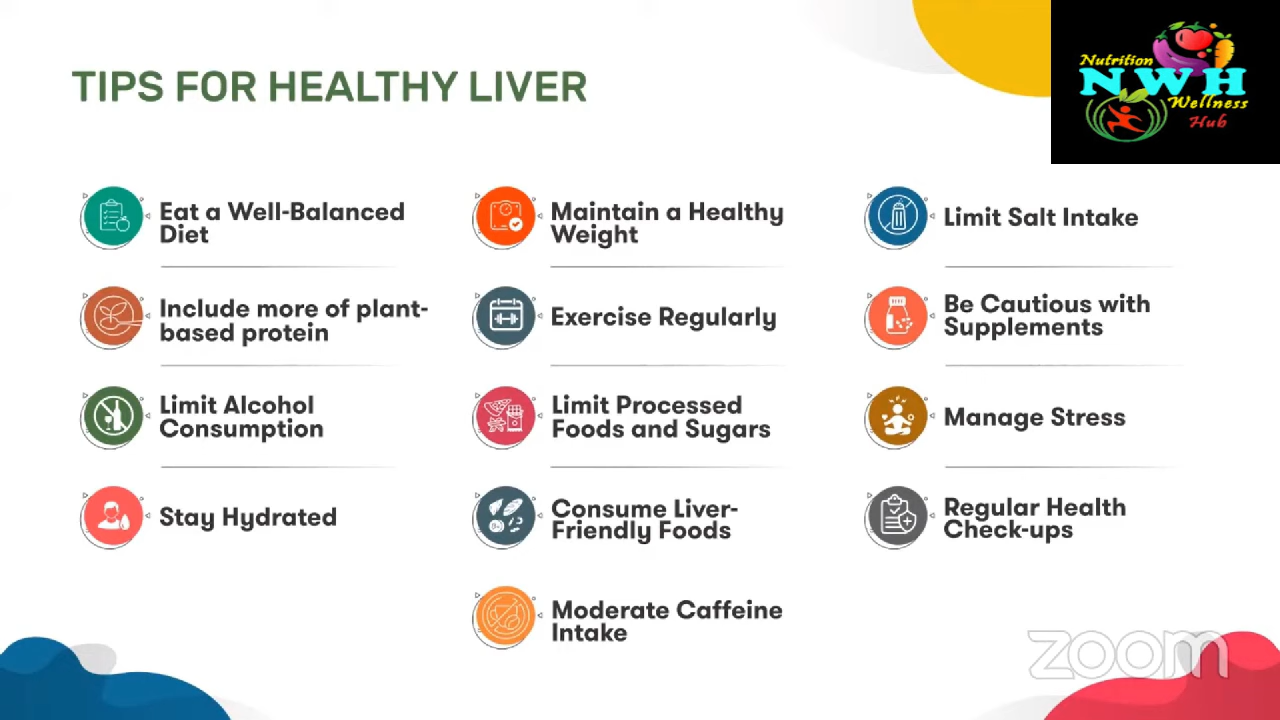 TIPS FOR HEALTHY LIVER
Nutrition
NWH
Wellness
Hub
Eat a Well-Balanced
Diet
Include more of plant-
based protein
Limit Alcohol
Consumption
Stay Hydrated
Maintain a Healthy
Weight
Exercise Regularly
Limit Processed
Foods and Sugars
Consume Liver-
Friendly Foods
Moderate Caffeine
Intake
Limit Salt Intake
Be Cautious with
Supplements
Manage Stress
Regular Health
Check-ups
zoom